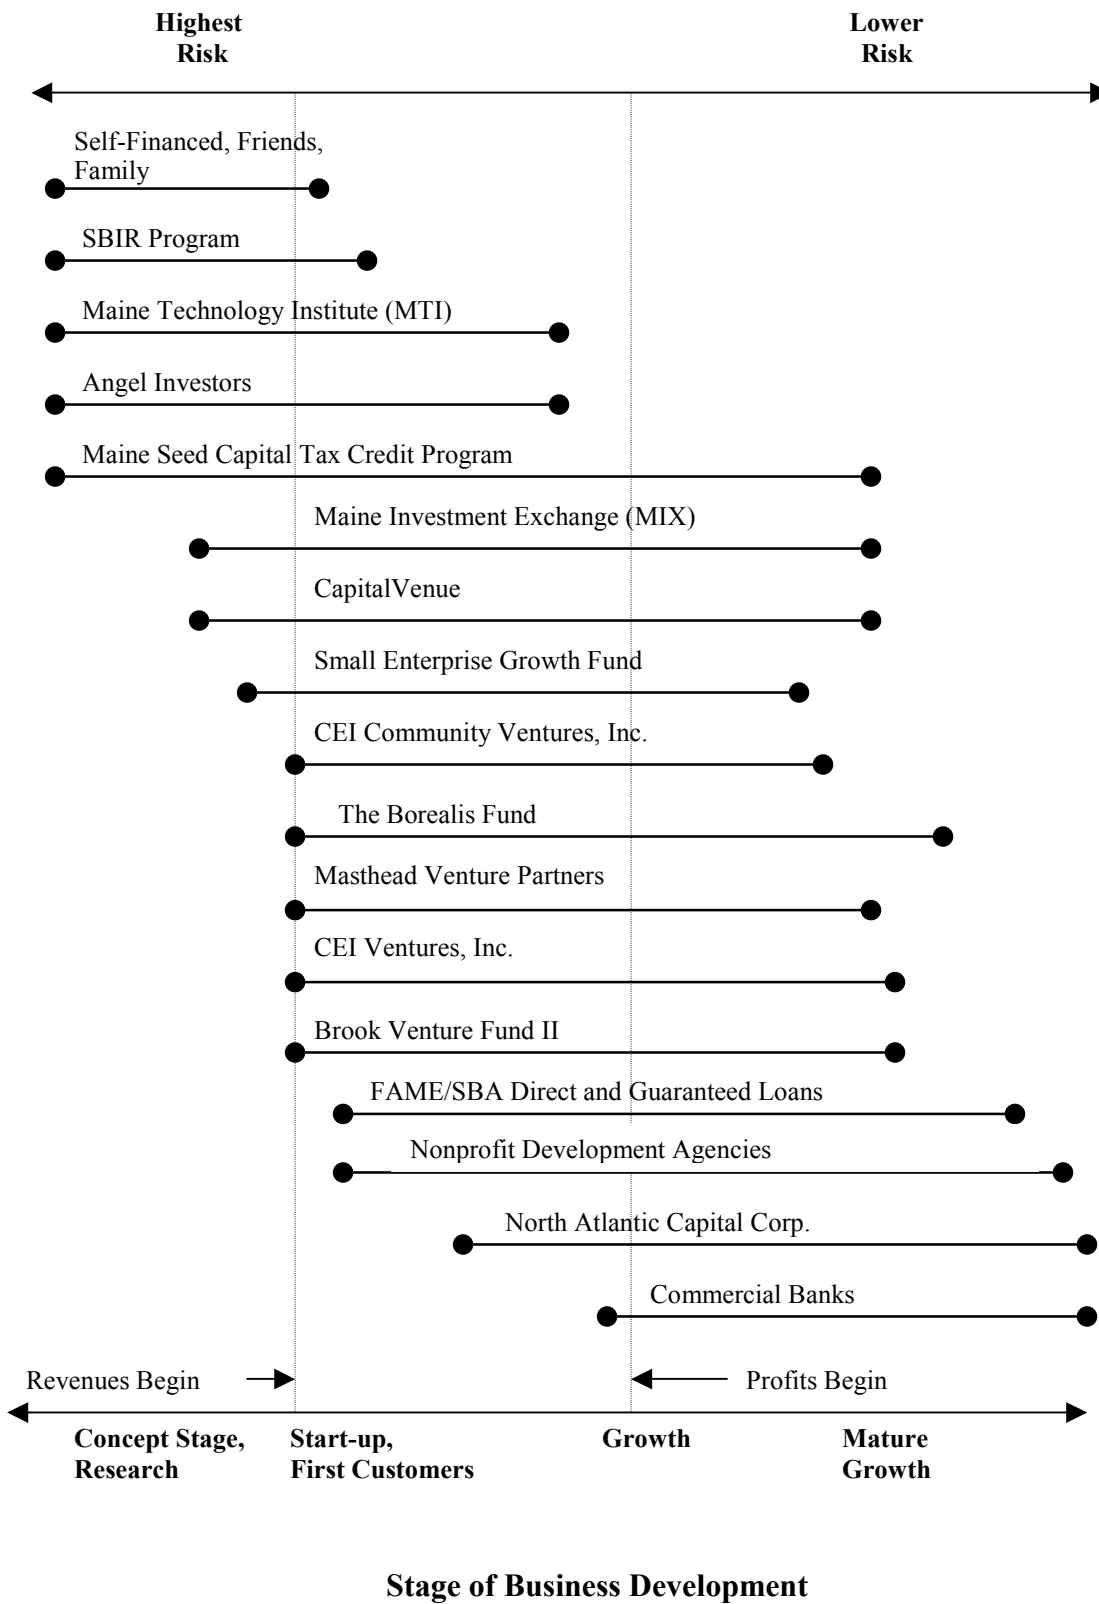 Highest
Risk
Lower
Risk
Self-Financed, Friends,
Family
SBIR Program
Maine Technology Institute (MTI)
Angel Investors
Maine Seed Capital Tax Credit Program
Maine Investment Exchange (MIX)
CapitalVenue
Small Enterprise Growth Fund
CEI Community Ventures, Inc.
The Borealis Fund
Masthead Venture Partners
CEI Ventures, Inc.
Brook Venture Fund II
FAME/SBA Direct and Guaranteed Loans
Nonprofit Development Agencies
North Atlantic Capital Corp.
Commercial Banks
Revenues Begin
Profits Begin
Concept Stage,
Research
Start-up,
First Customers
Growth
Mature
Growth
Stage of Business Development